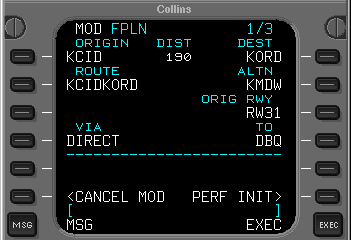 Collins
MOD FPLN 1/3
ORIGIN DIST DEST
KCID 190 KORD
ROUTE ALTN
KCIDKORD KMDW
ORIG RWY
RW31
VIA TO
DIRECT DBQ
--------------------------------
<CANCEL MOD PERF INIT>
[ ]
MSG EXEC
MSG EXEC